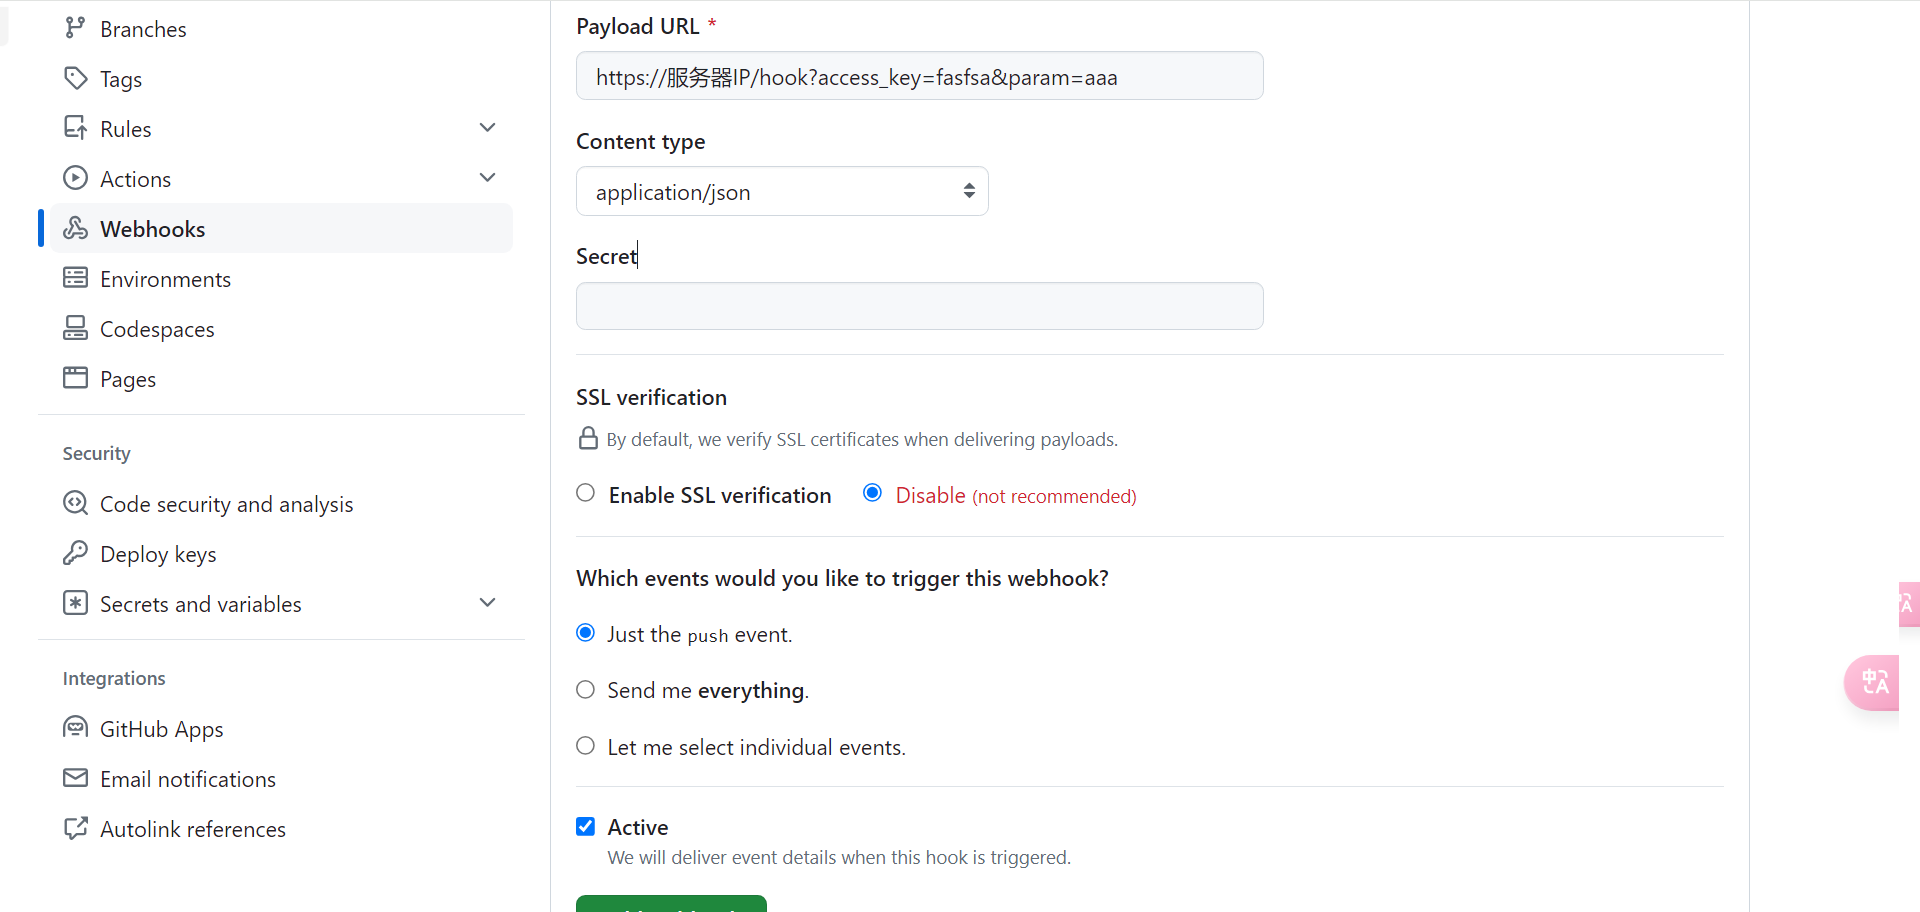 Branches
Tags
Rules
Actions
Webhooks
Environments
Codespaces
Pages
Security
Code security and analysis
Deploy keys
Secrets and variables
Integrations
GitHub Apps
Email notifications
Autolink references
Payload URL *
https://服务器IP/hook?access_key=fasfsa&param=aaa
Content type
application/json
Secret
SSL verification
By default, we verify SSL certificates when delivering payloads.
Enable SSL verification Disable (not recommended)
Which events would you like to trigger this webhook?
Just the push event.
Send me everything.
Let me select individual events.
Active
We will deliver event details when this hook is triggered.
中A